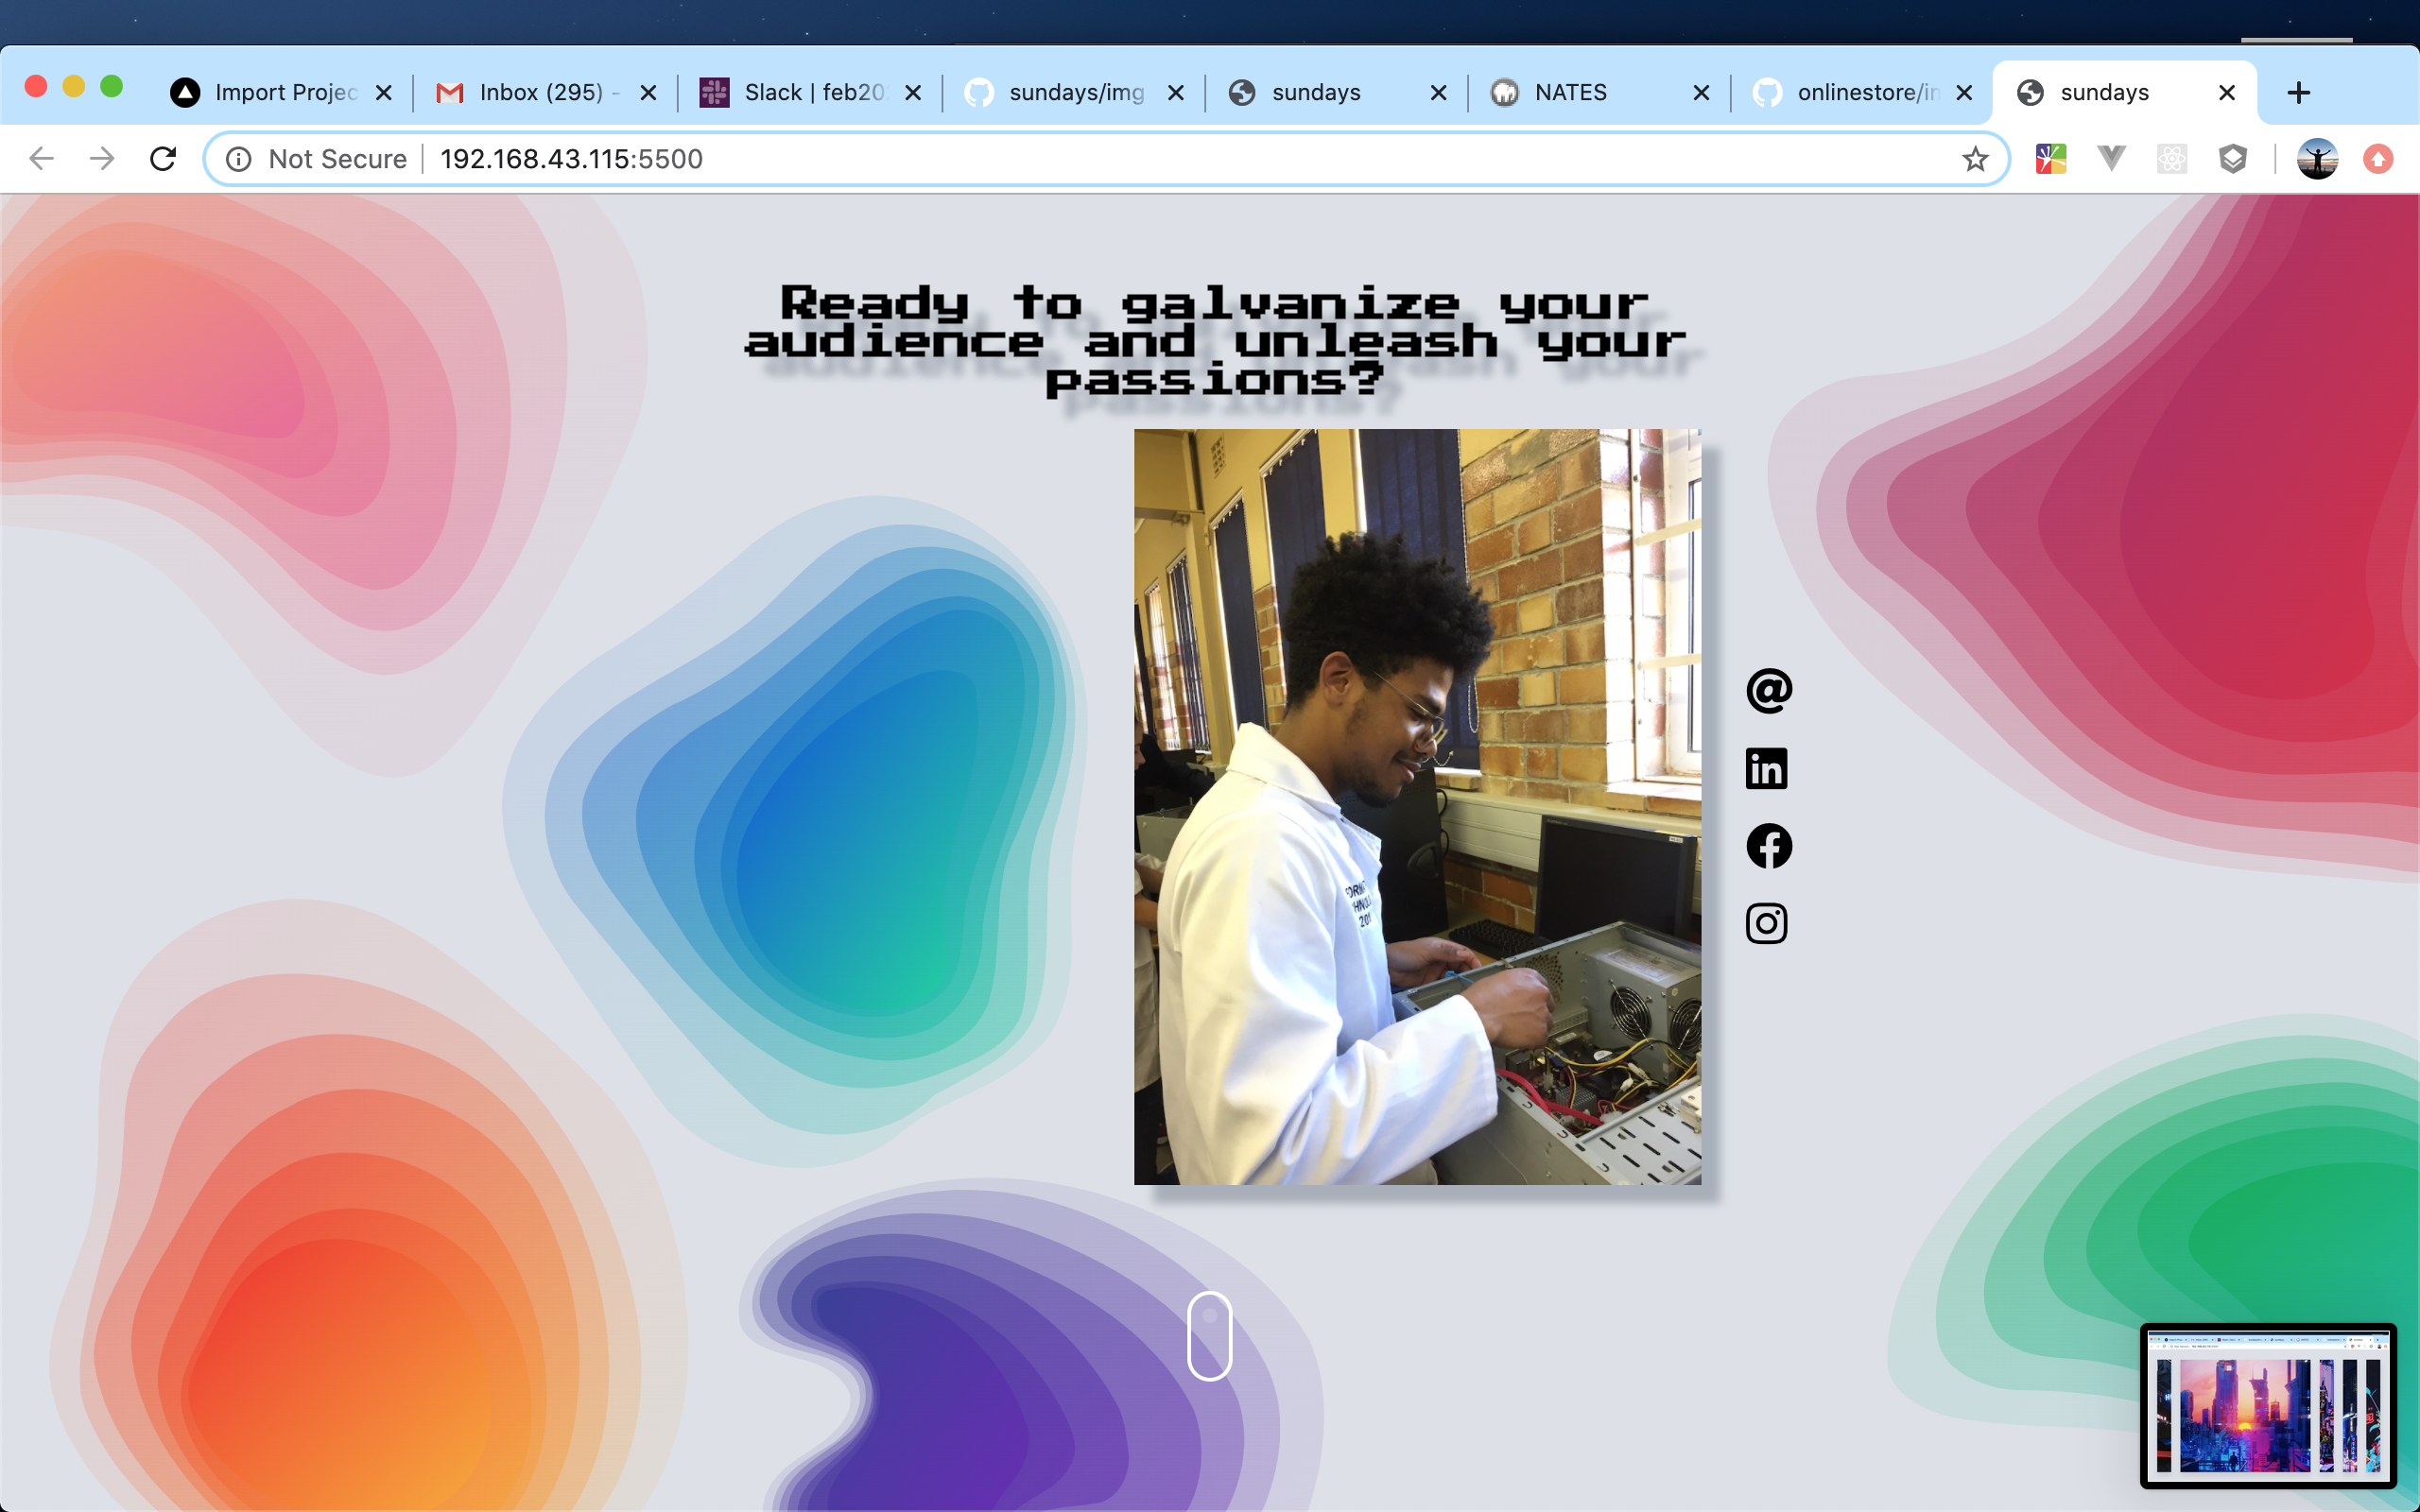 Import Projec
Inbox (295) -
Slack | feb20
sundays/img
sundays
NATES
onlinestore/in
sundays
Not Secure
192.168.43.115:5500
Ready to galvanize your
audience and unleash your
passions?